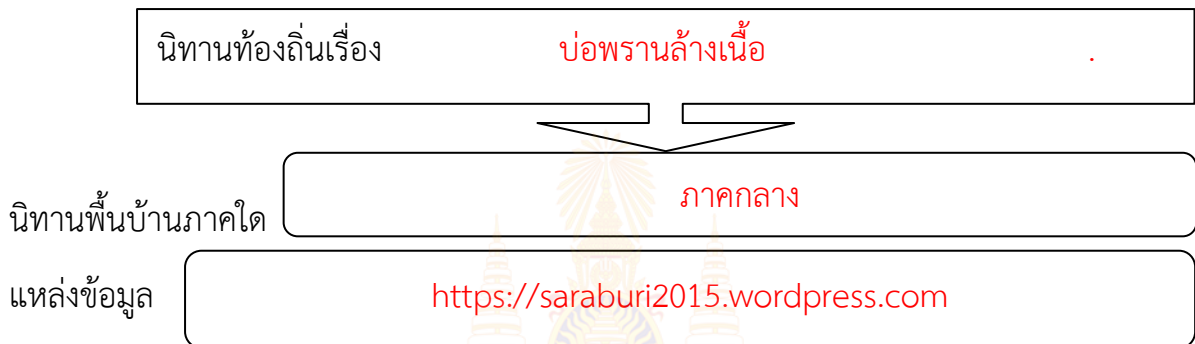 นิทานท้องถิ่นเรื่อง บ่อพรานล้างเนื้อ .
นิทานพื้นบ้านภาคใด ภาคกลาง
แหล่งข้อมูล https://saraburi2015.wordpress.com